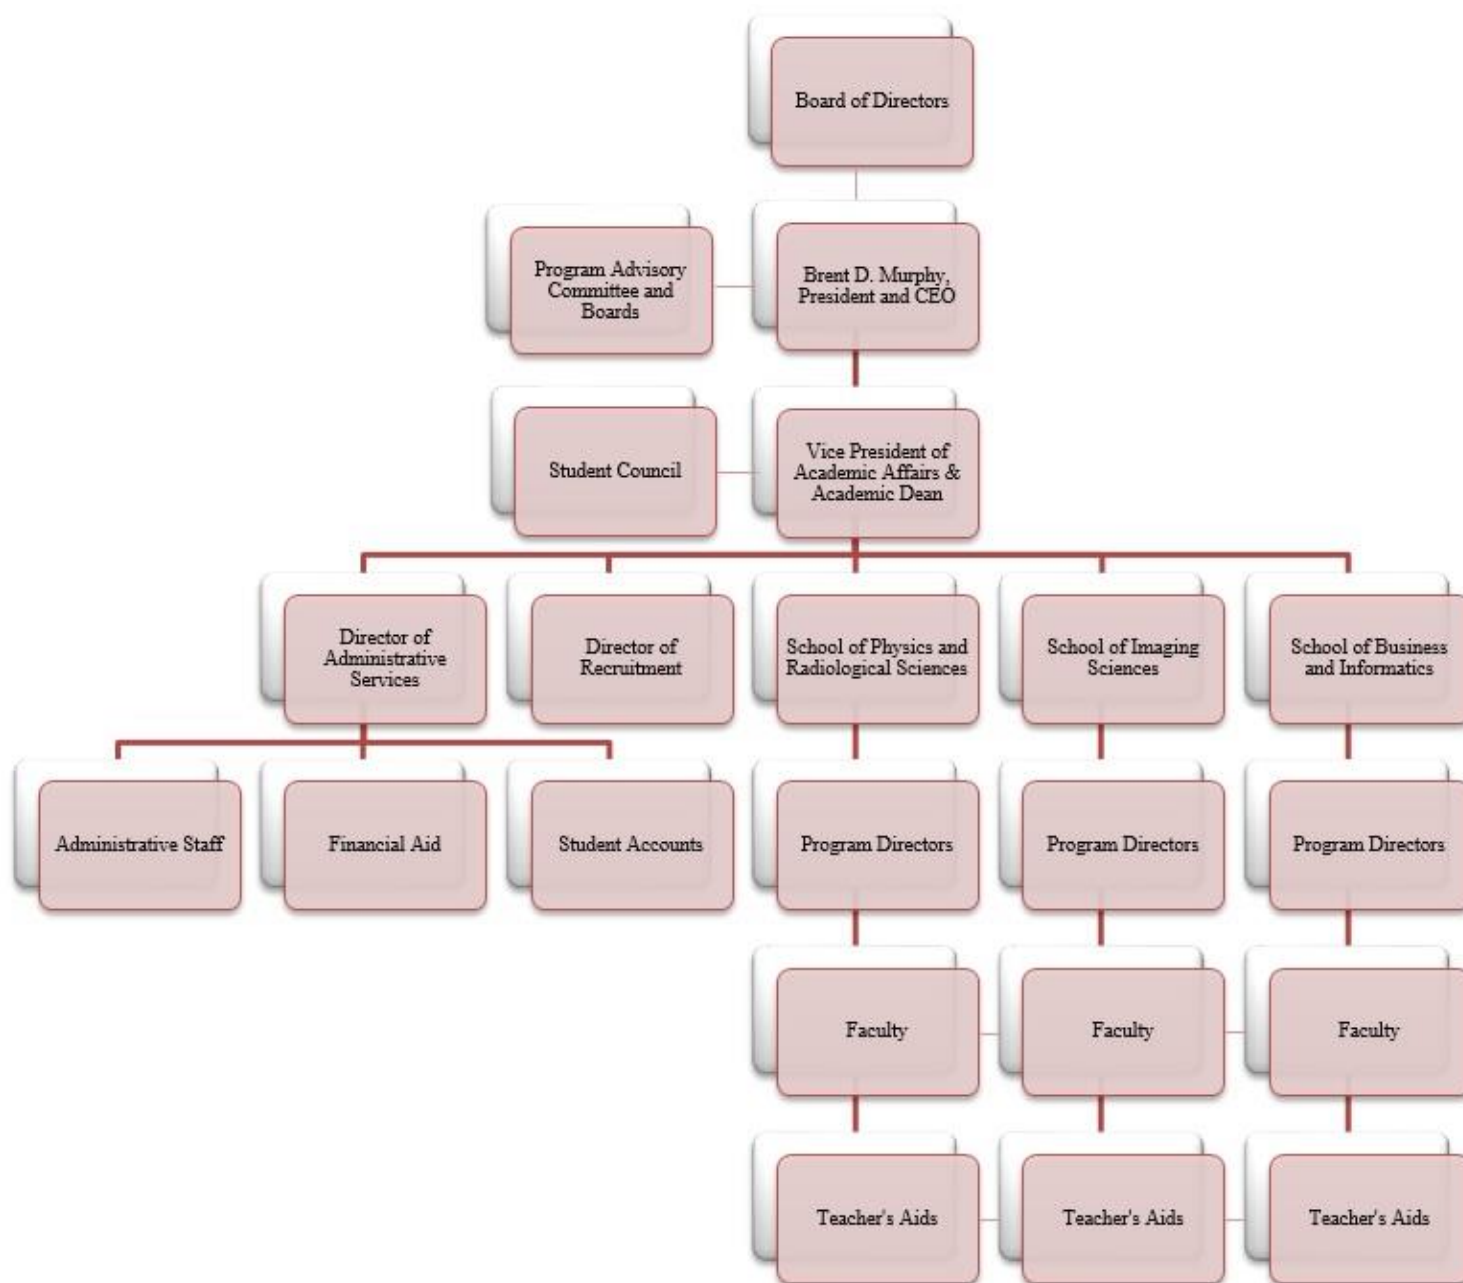 Board of Directors
Program Advisory
Committee and
Boards
Brent D. Murphy,
President and CEO
Student Council
Vice President of
Academic Affairs &
Academic Dean
Director of
Administrative
Services
Director of
Recruitment
School of Physics and
Radiological Sciences
School of Imaging
Sciences
School of Business
and Informatics
Administrative Staff
Financial Aid
Student Accounts
Program Directors
Program Directors
Program Directors
Faculty
Faculty
Faculty
Teacher's Aids
Teacher's Aids
Teacher's Aids